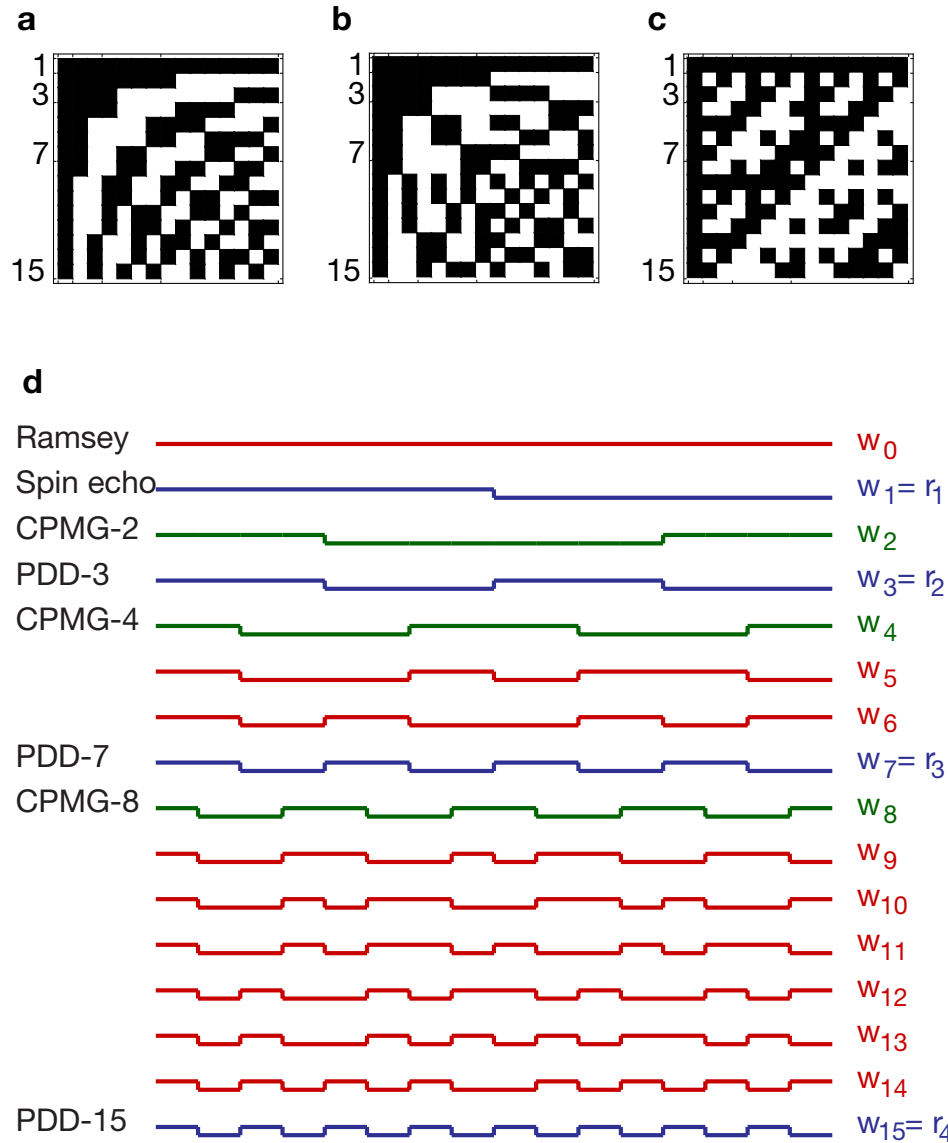 a b c
1
3
7
15
1
3
7
15
1
3
7
15
d
Ramsey w0
Spin echo w1= r1
CPMG-2 w2
PDD-3 w3= r2
CPMG-4 w4
w5
w6
PDD-7 w7= r3
CPMG-8 w8
w9
w10
w11
w12
w13
w14
PDD-15 w15= r4